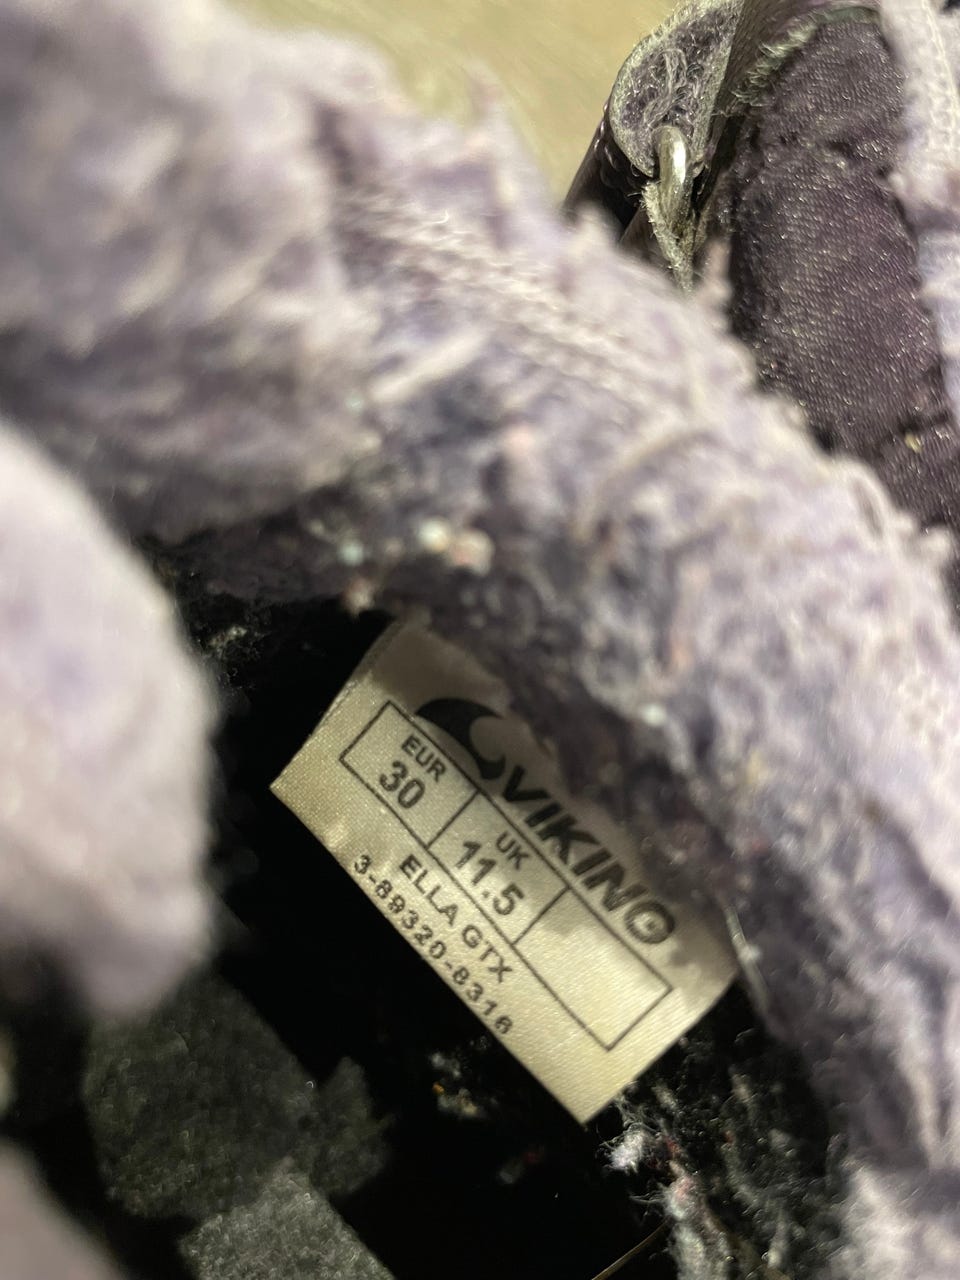 VIKING
EUR
30
UK
11.5
ELLA GTX
3-89320-8316